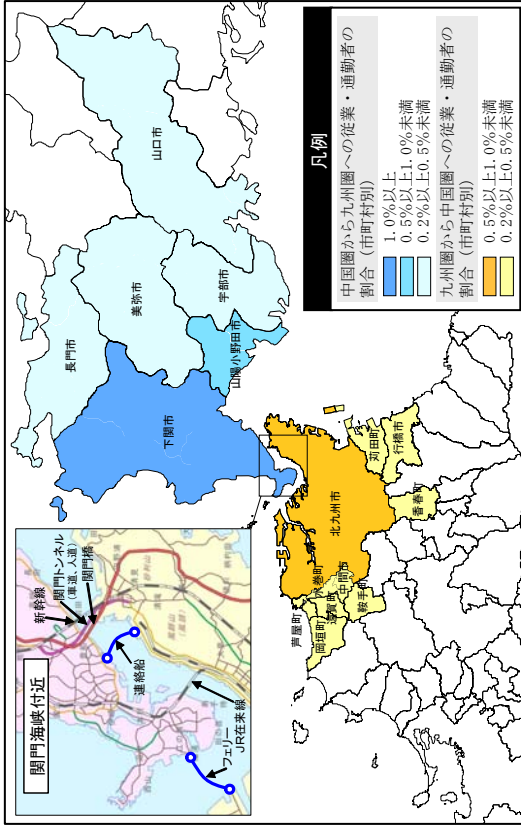 関門海峡付近
新幹線
関門トンネル
(車道、人道)
関門橋
連絡船
フェリー
JR在来線
長門市
美弥市
山口市
下関市
山陽小野田市
宇部市
北九州市
芦屋町
水巻町
岡垣町
遠賀町
中間市
鞍手町
苅田町
行橋市
香春町
凡例
中国圏から九州圏への従業・通勤者の
割合(市町村別)
1.0%以上
0.5%以上1.0%未満
0.2%以上0.5%未満
九州圏から中国圏への従業・通勤者の
割合(市町村別)
0.5%以上1.0%未満
0.2%以上0.5%未満